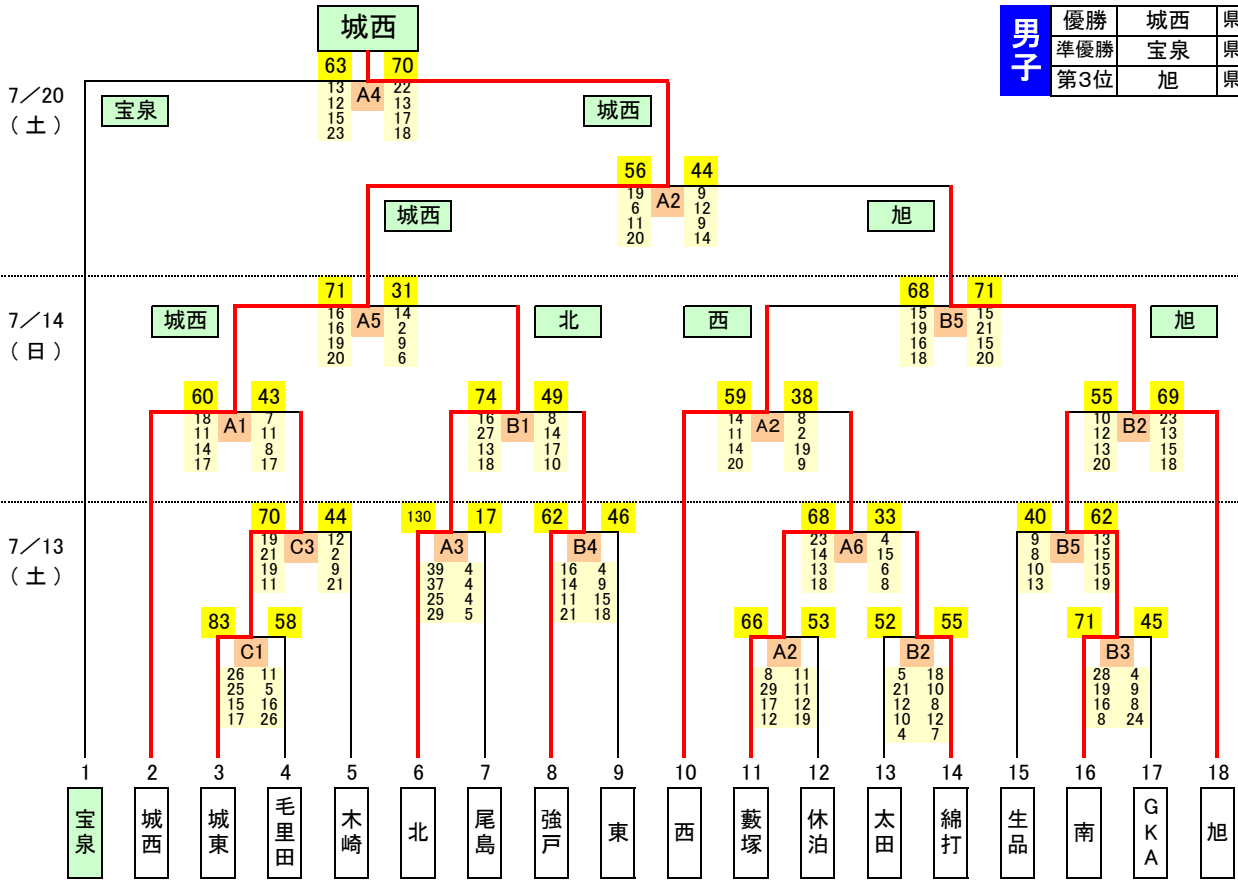 城西
男子
優勝 城西 県
準優勝 宝泉 県
第3位 旭 県
7/20
(土)
63 70
A4
13 22
12 13
15 17
23 18
宝泉
城西
56 44
A2
19 9
6 12
11 9
20 14
城西
旭
7/14
(日)
71 31
A5
16 14
16 2
19 9
20 6
68 71
B5
15 15
19 21
16 15
18 20
城西
北
西
旭
60 43
A1
18 7
11 11
14 8
17 17
74 49
B1
16 8
27 14
13 17
18 10
59 38
A2
14 8
11 2
14 19
20 9
55 69
B2
10 23
12 13
13 15
20 18
7/13
(土)
70 44
C3
19 12
21 2
19 9
11 21
130 17
A3
39 4
37 4
25 4
29 5
62 46
B4
16 4
14 9
11 15
21 18
68 33
A6
23 4
14 15
13 6
18 8
40 62
B5
9 13
8 15
10 15
13 19
83 58
C1
26 11
25 5
15 16
17 26
66 53
A2
8 11
29 11
17 12
12 19
52 55
B2
5 18
21 10
12 8
10 12
4 7
71 45
B3
28 4
19 9
16 8
8 24
1 2 3 4 5 6 7 8 9 10 11 12 13 14 15 16 17 18
宝泉
城西
城東
毛里田
木崎
北
尾島
強戸
東
西
藪塚
休泊
太田
綿打
生品
南
GKA
旭